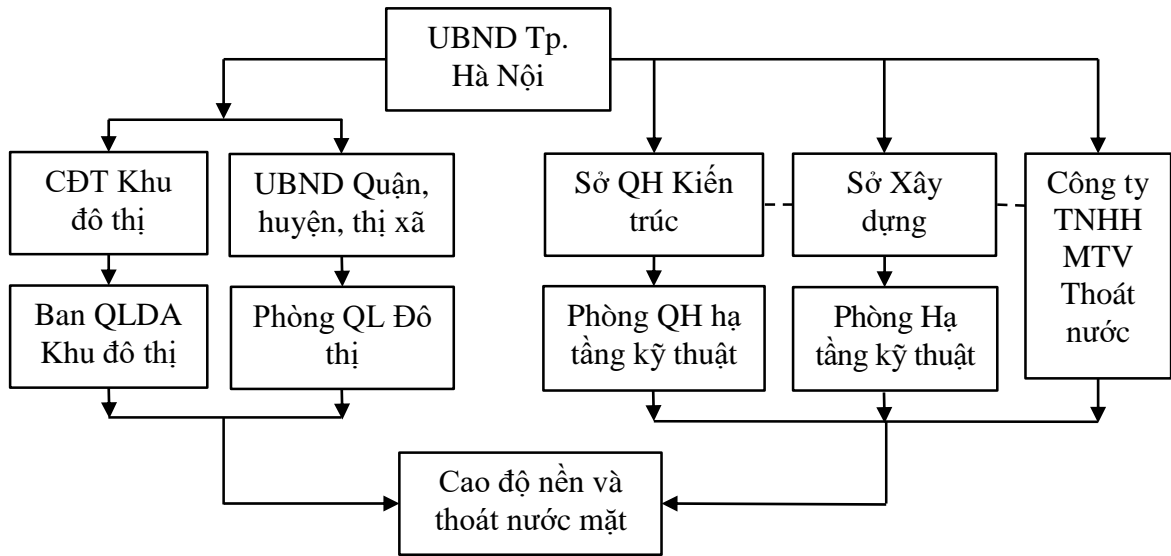 UBND Tp.
Hà Nội
CĐT Khu
đô thị
UBND Quận,
huyện, thị xã
Sở QH Kiến
trúc
Sở Xây
dựng
Công ty
TNHH
MTV
Thoát
nước
Ban QLDA
Khu đô thị
Phòng QL Đô
thị
Phòng QH hạ
tầng kỹ thuật
Phòng Hạ
tầng kỹ thuật
Cao độ nền và
thoát nước mặt